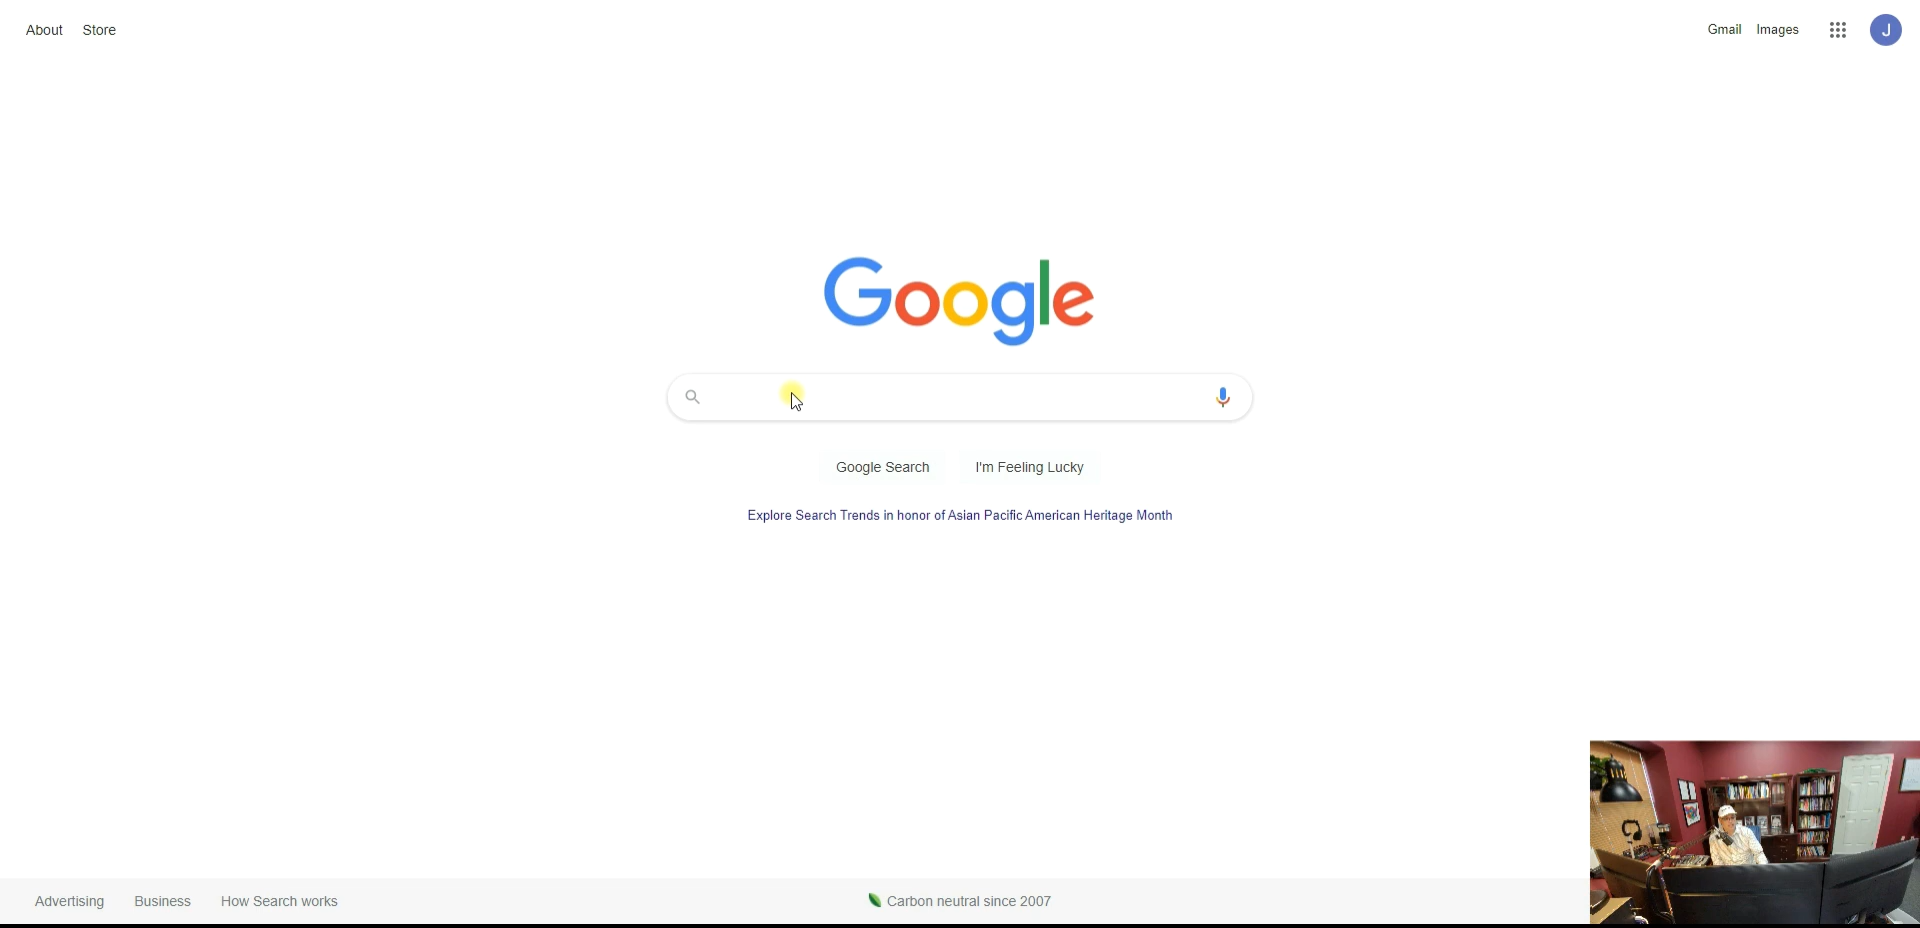 About Store
Gmail Images
J
Google
Google Search I'm Feeling Lucky
Explore Search Trends in honor of Asian Pacific American Heritage Month
Advertising Business How Search works
Carbon neutral since 2007